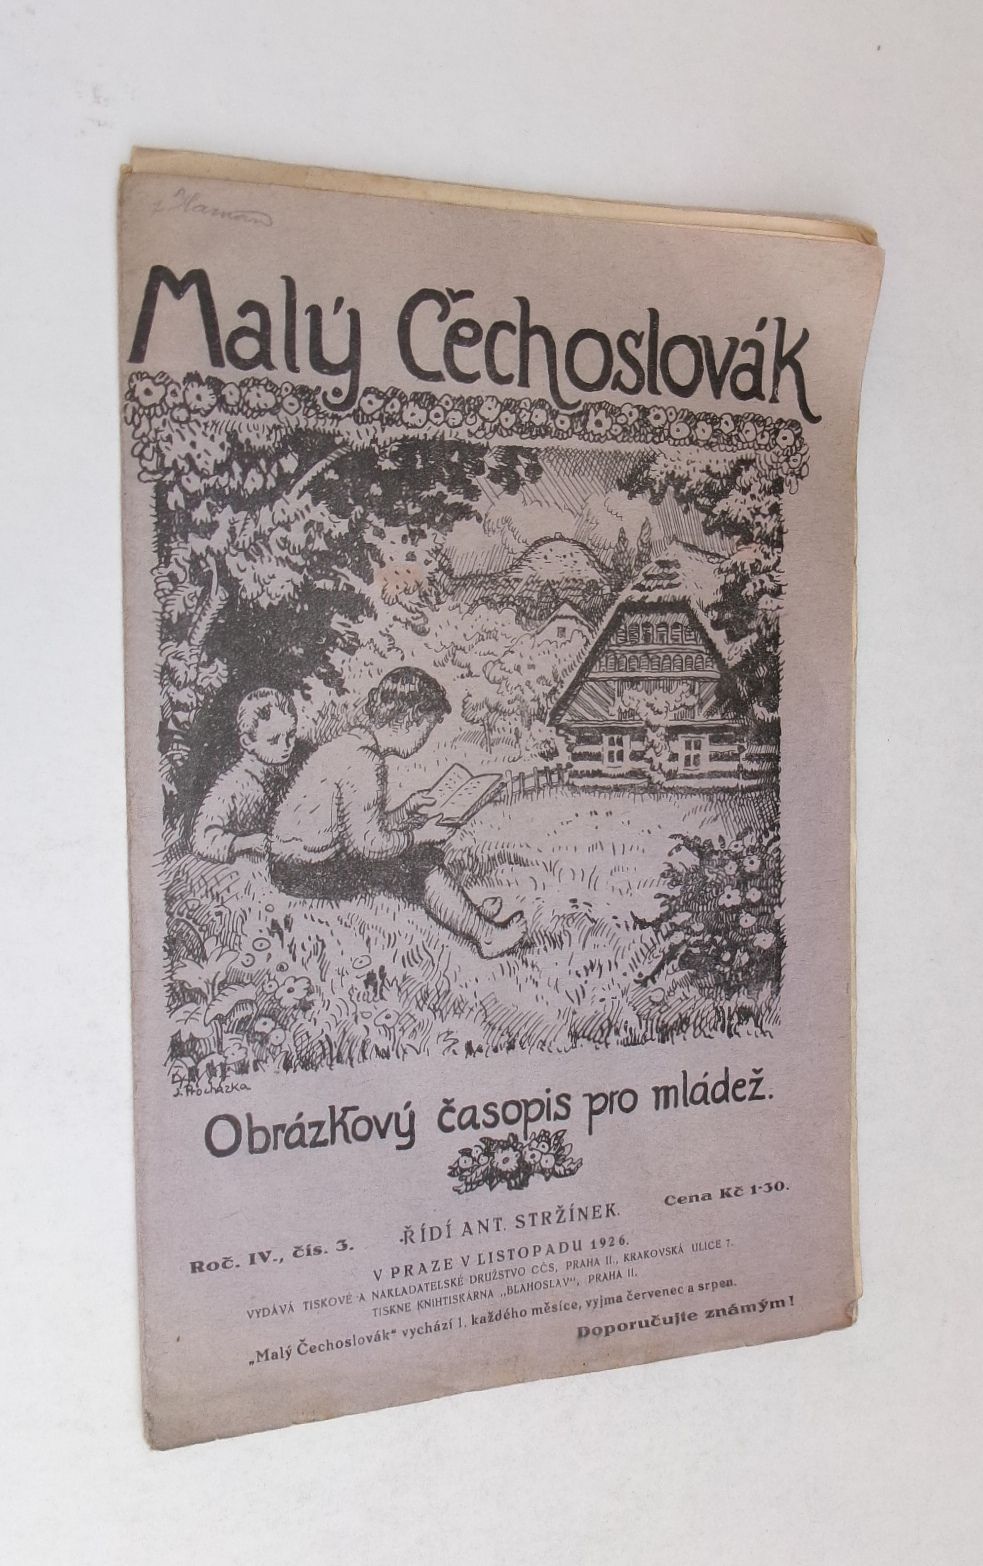 Malý Čechoslovák
J. Procházka
Obrázkový časopis pro mládež.
Roč. IV., čís. 3.
ŘÍDÍ ANT. STRŽÍNEK.
Cena Kč 1·30.
V PRAZE V LISTOPADU 1926.
VYDÁVÁ TISKOVÉ A NAKLADATELSKÉ DRUŽSTVO CČS, PRAHA II., KRAKOVSKÁ ULICE 7.
TISKNE KNIHTISKÁRNA „BLAHOSLAV", PRAHA II.
„Malý Čechoslovák" vychází 1. každého měsíce, vyjma červenec a srpen.
Doporučujte známým!